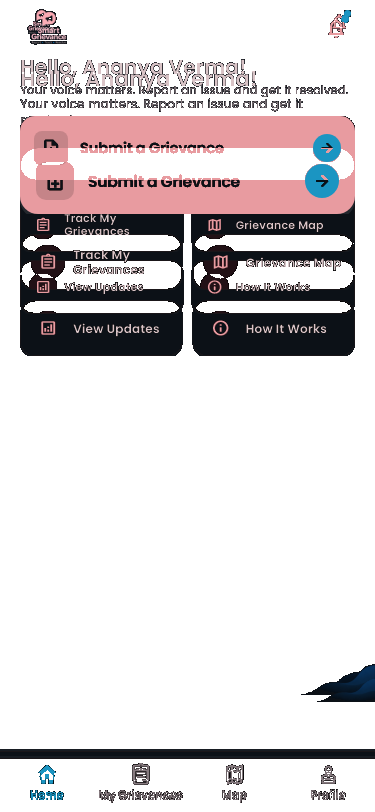 Smart
Grievance
Hello, Ananya Verma!
Hello, Ananya Verma!
Your voice matters. Report an issue and get it resolved.
Your voice matters. Report an issue and get it
Submit a Grievance
Submit a Grievance
Track My
Grievances
Grievance Map
Track My
Grievances
Grievance Map
View Updates
How It Works
View Updates
How It Works
Home
My Grievances
Map
Profile